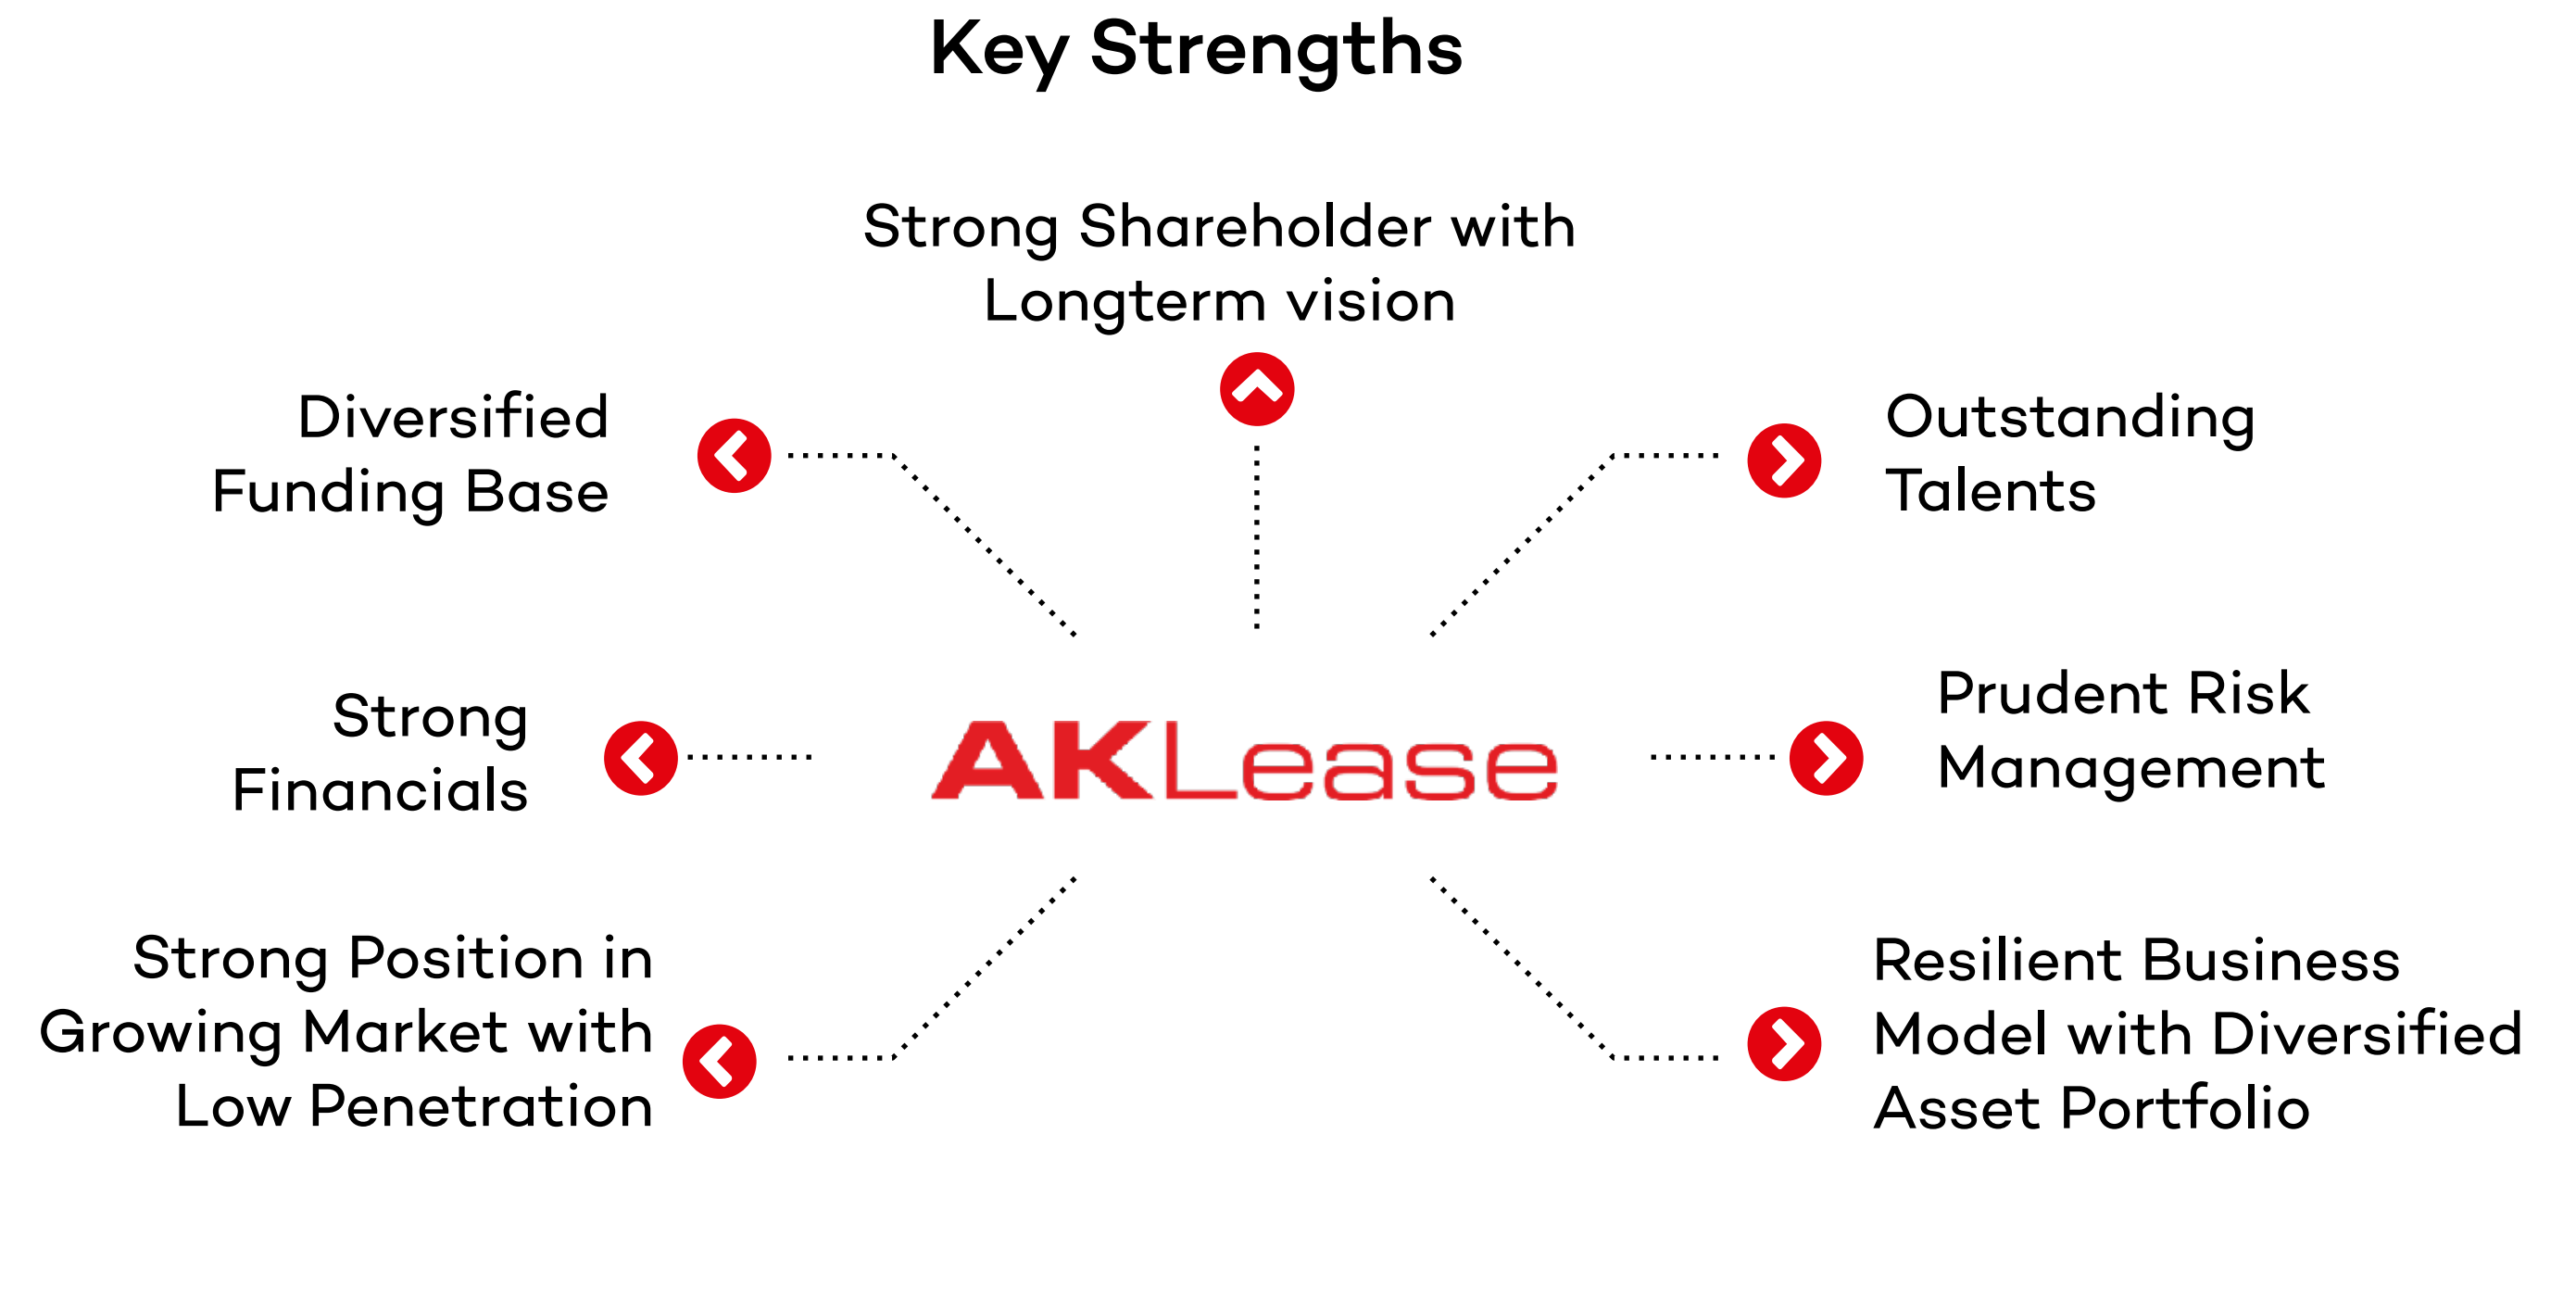 Key Strengths
Strong Shareholder with
Longterm vision
Diversified
Funding Base
Outstanding
Talents
Strong
Financials
AKLease
Prudent Risk
Management
Strong Position in
Growing Market with
Low Penetration
Resilient Business
Model with Diversified
Asset Portfolio